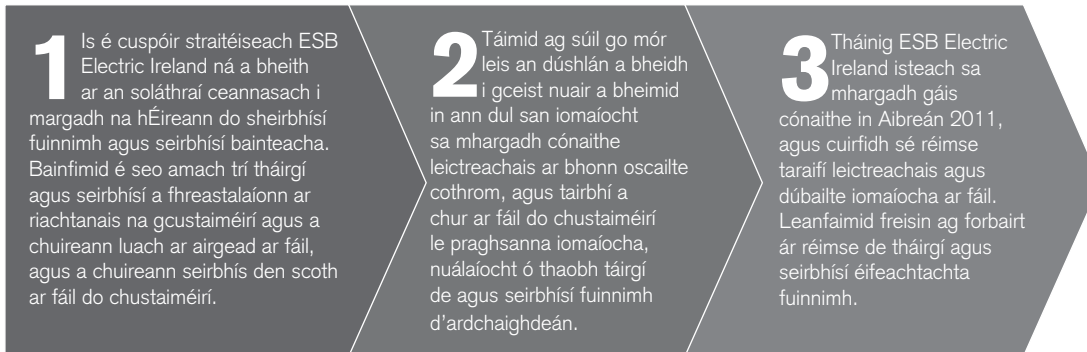 1 Is é cuspóir straitéiseach ESB
Electric Ireland ná a bheith
ar an soláthraí ceannasach i
margadh na hÉireann do sheirbhísí
fuinnimh agus seirbhísí bainteacha.
Bainfimid é seo amach trí tháirgí
agus seirbhísí a fhreastalaíonn ar
riachtanais na gcustaiméirí agus a
chuireann luach ar airgead ar fáil,
agus a chuireann seirbhís den scoth
ar fáil do chustaiméirí.
2 Táimid ag súil go mór
leis an dúshlán a bheidh
i gceist nuair a bheimid
in ann dul san iomaíocht
sa mhargadh cónaithe
leictreachais ar bhonn oscailte
cothrom, agus tairbhí a
chur ar fáil do chustaiméirí
le praghsanna iomaíocha,
nuálaíocht ó thaobh táirgí
de agus seirbhísí fuinnimh
d'ardchaighdeán.
3 Tháinig ESB Electric
Ireland isteach sa
mhargadh gáis
cónaithe in Aibreán 2011,
agus cuirfidh sé réimse
taraifí leictreachais agus
dúbailte iomaíocha ar fáil.
Leanfaimid freisin ag forbairt
ár réimse de tháirgí agus
seirbhísí éifeachtachta
fuinnimh.